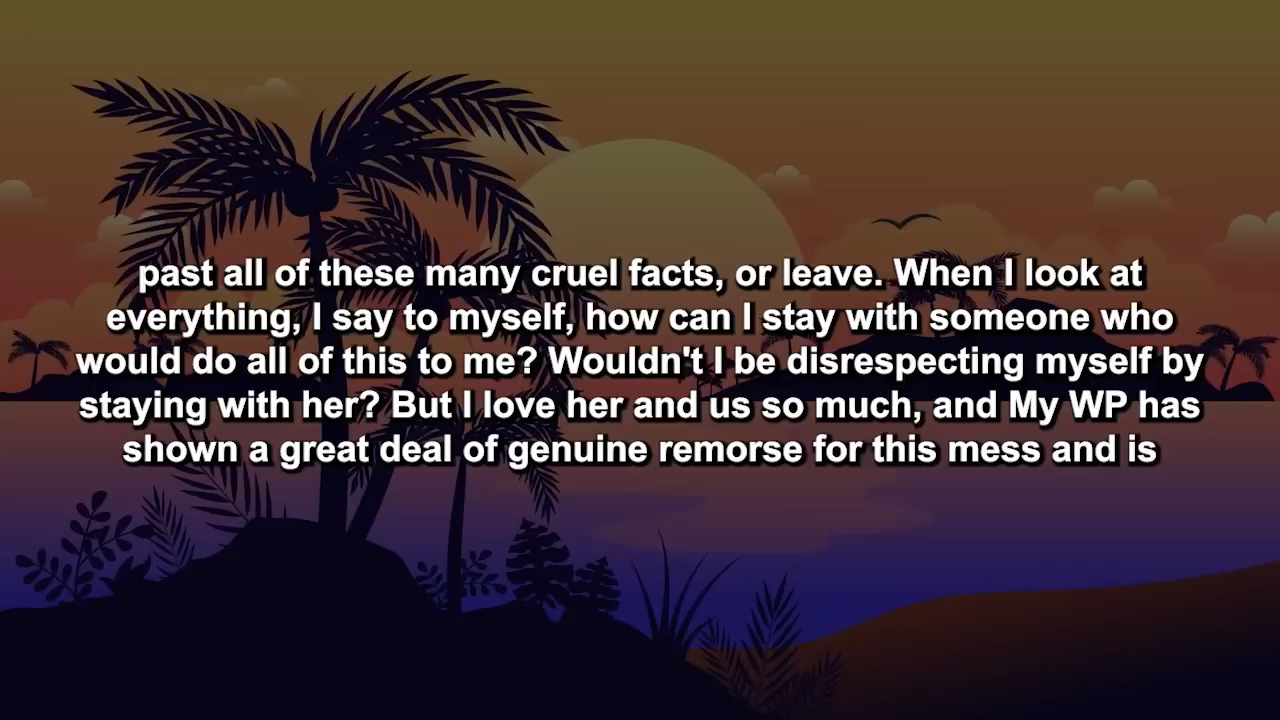 past all of these many cruel facts, or leave. When I look at
everything, I say to myself, how can I stay with someone who
would do all of this to me? Wouldn't I be disrespecting myself by
staying with her? But I love her and us so much, and My WP has
shown a great deal of genuine remorse for this mess and is